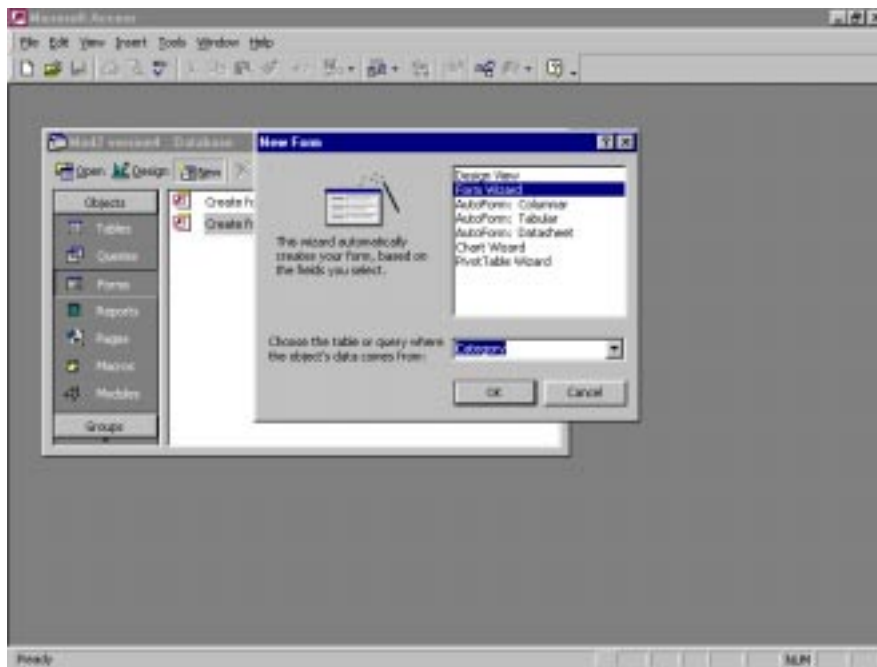 Microsoft Access
File Edit View Insert Tools Window Help
Database
New Form
Open Design New
Objects
Tables
Queries
Forms
Reports
Pages
Macros
Modules
Groups
Create
Create
This wizard automatically
creates your form, based on
the fields you select.
Design View
Form Wizard
AutoForm: Columnar
AutoForm: Tabular
AutoForm: Datasheet
Chart Wizard
PivotTable Wizard
Choose the table or query where
the object's data comes from:
Category
OK Cancel
Ready NUM